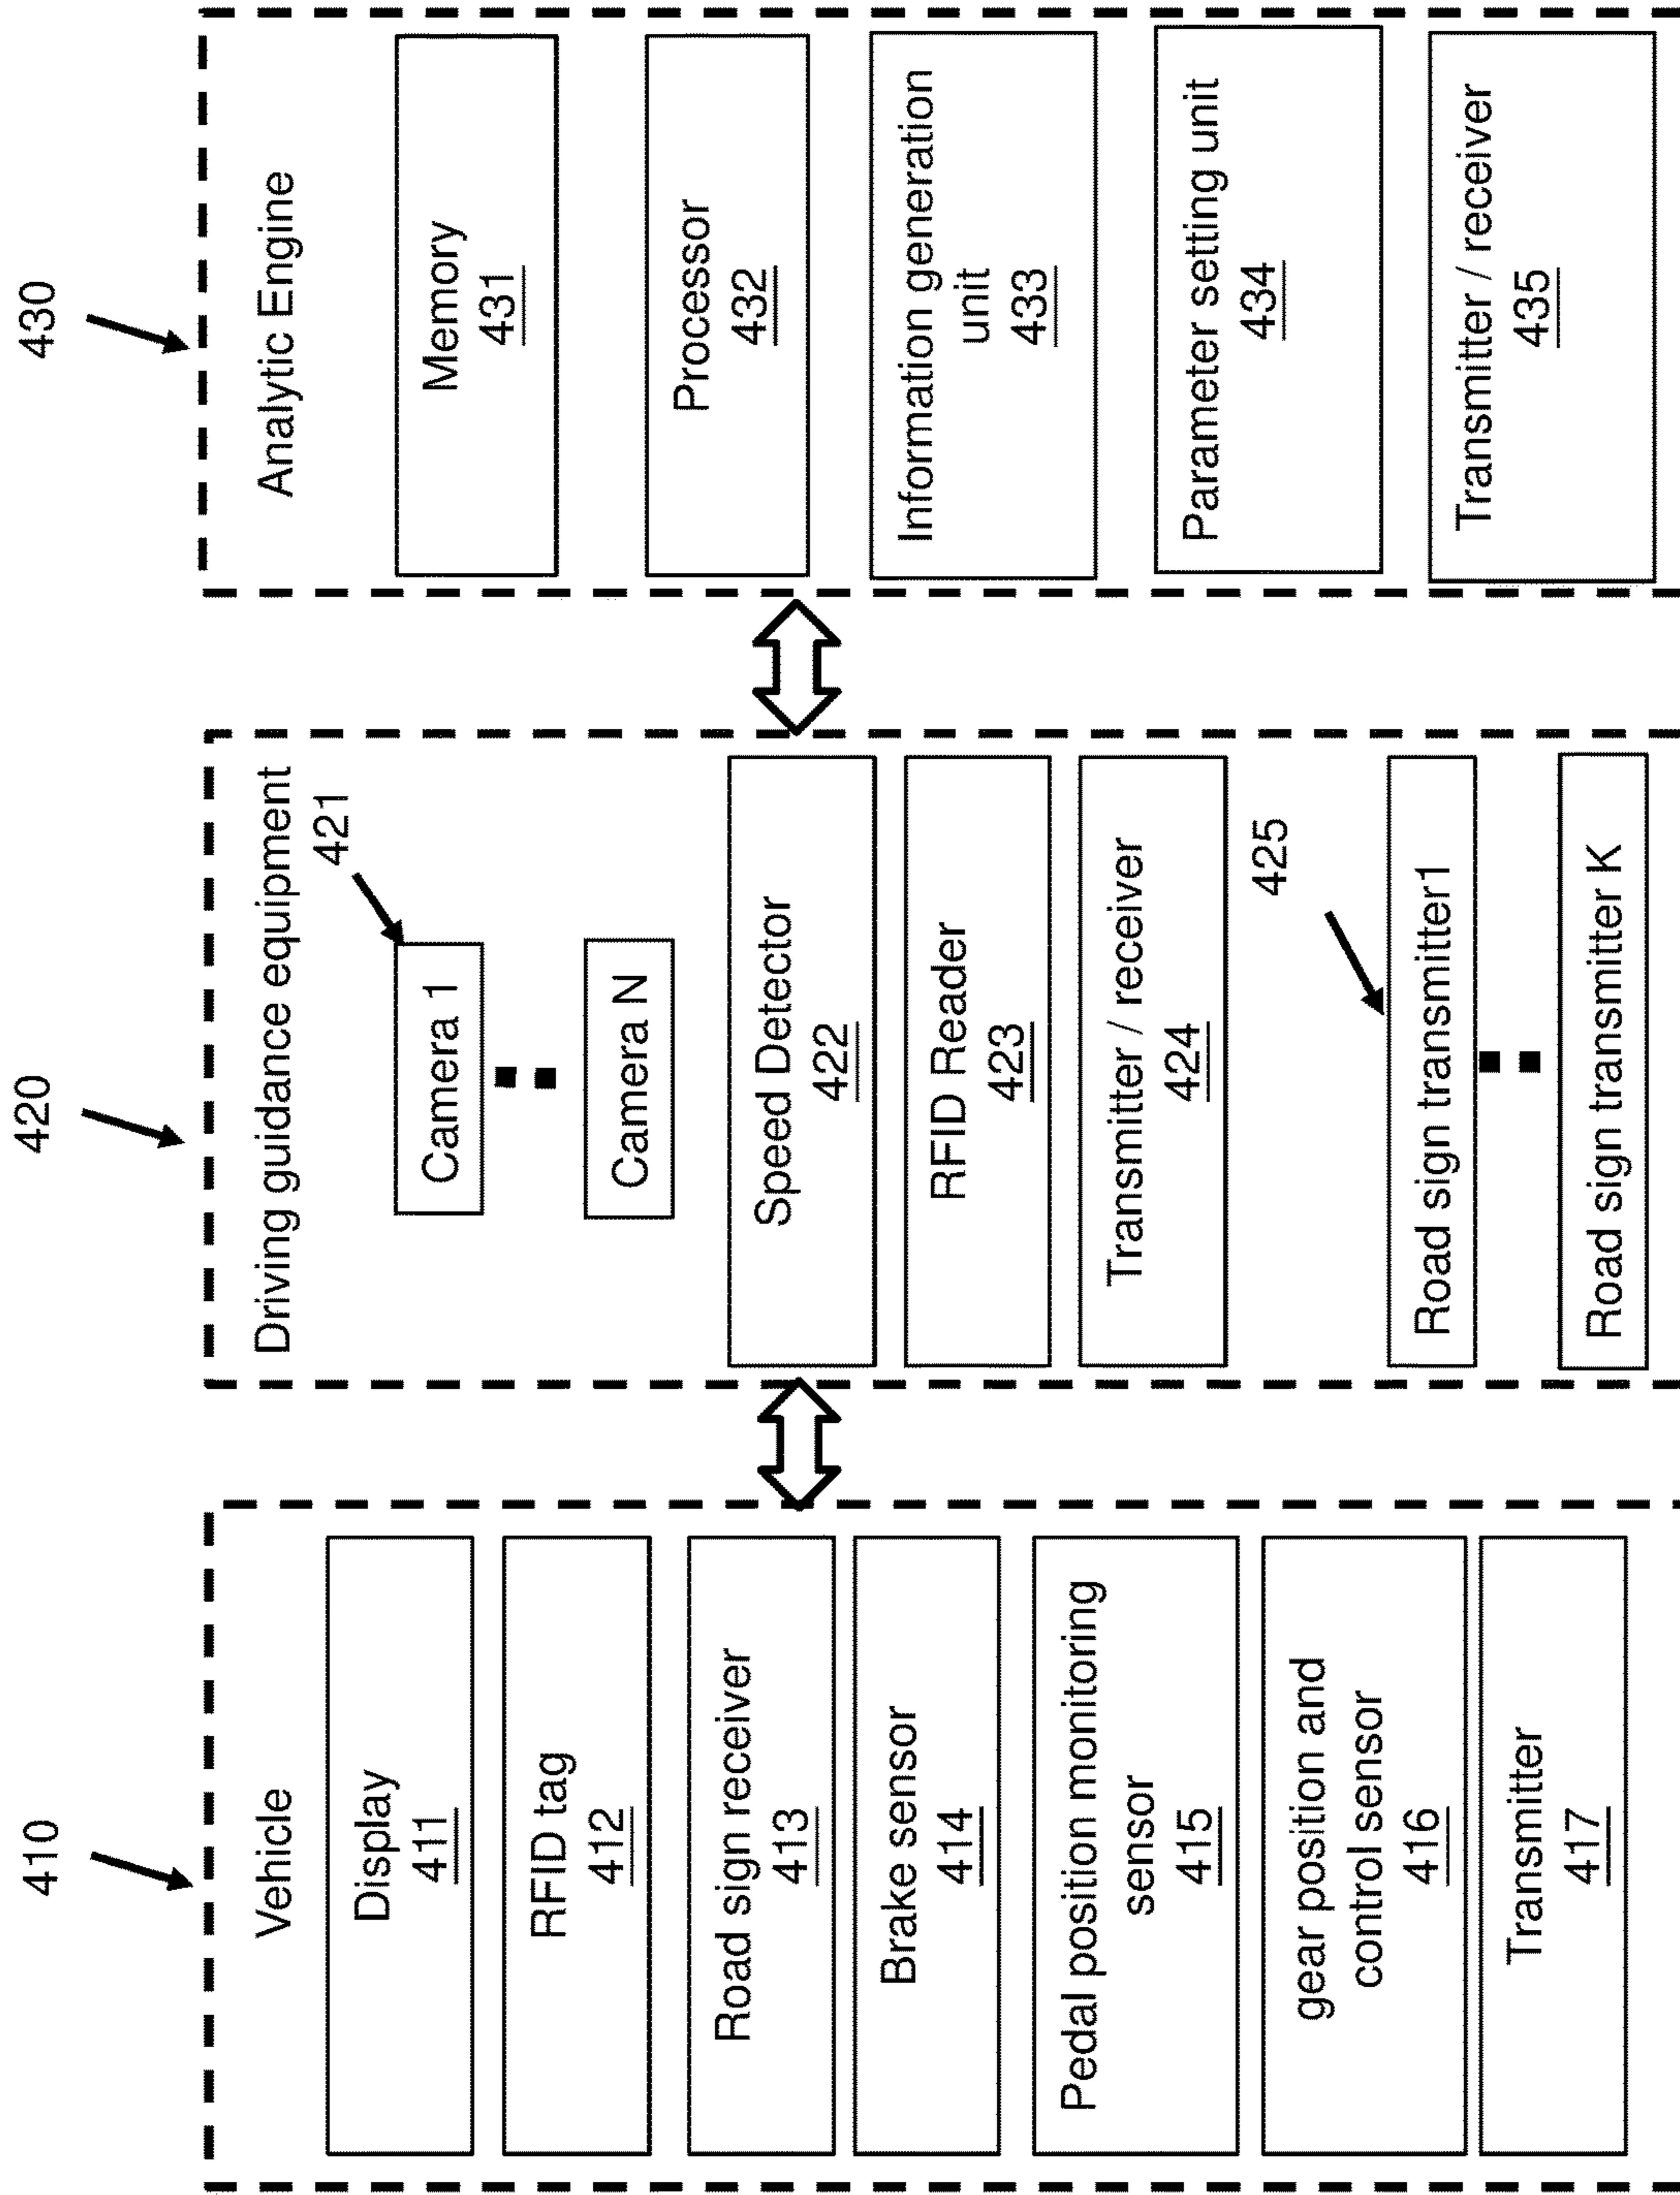 410
Vehicle
Display
411
RFID tag
412
Road sign receiver
413
Brake sensor
414
Pedal position monitoring
sensor
415
gear position and
control sensor
416
Transmitter
417
420
Driving guidance equipment
421
Camera 1
Camera N
Speed Detector
422
RFID Reader
423
Transmitter / receiver
424
425
Road sign transmitter1
Road sign transmitter K
430
Analytic Engine
Memory
431
Processor
432
Information generation
unit
433
Parameter setting unit
434
Transmitter / receiver
435